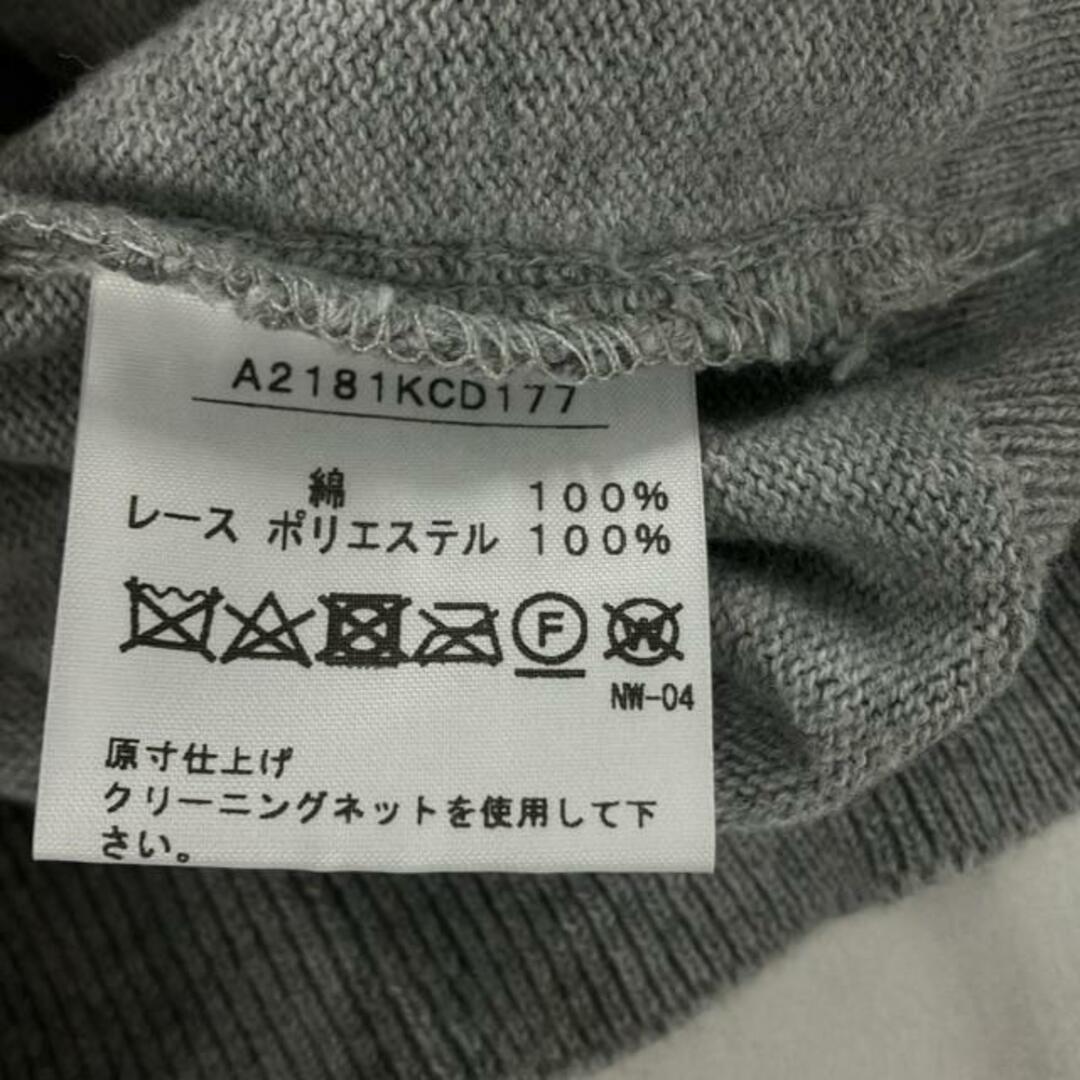 A2181KCD177
綿 100%
レース ポリエステル 100%
F W
NW-04
原寸仕上げ
クリーニングネットを使用して下
さい。